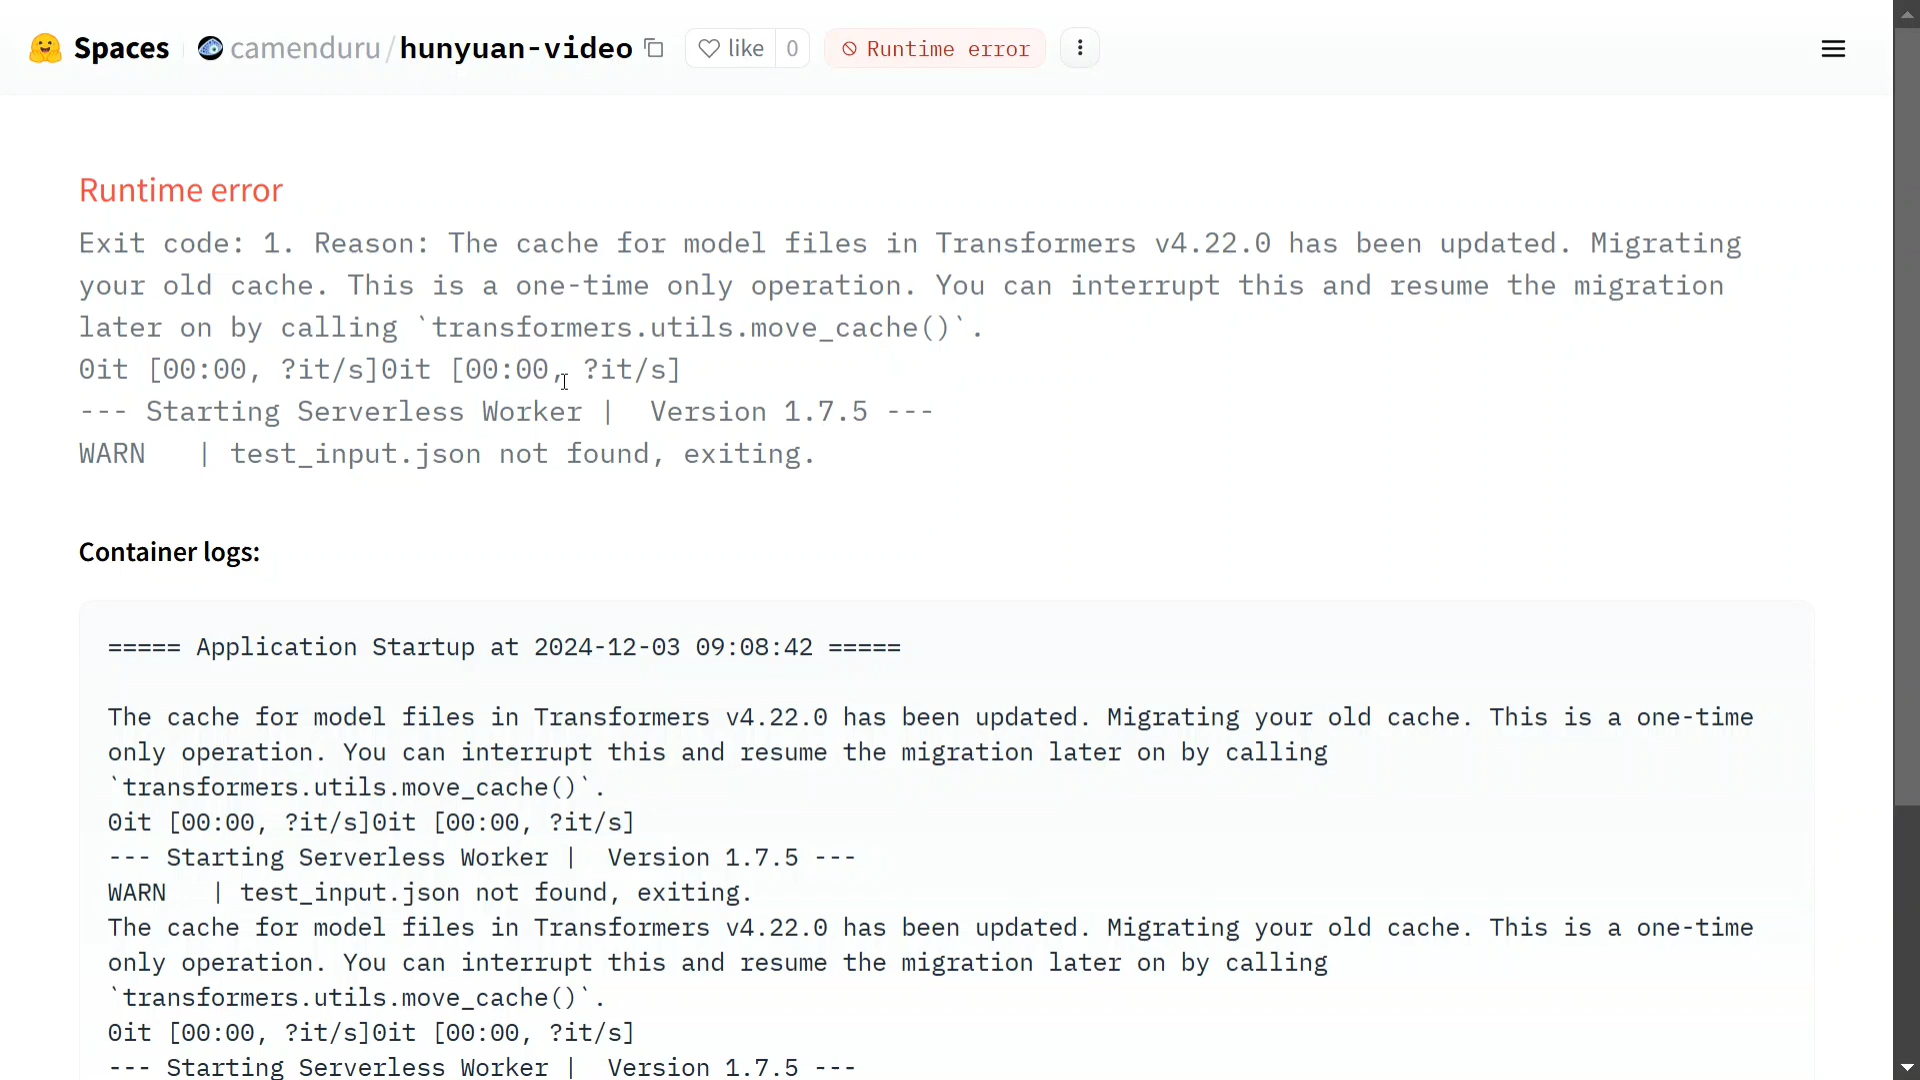 Spaces camenduru/hunyuan-video like 0 Runtime error
Runtime error
Exit code: 1. Reason: The cache for model files in Transformers v4.22.0 has been updated. Migrating
your old cache. This is a one-time only operation. You can interrupt this and resume the migration
later on by calling `transformers.utils.move_cache()`.
0it [00:00, ?it/s]0it [00:00, ?it/s]
--- Starting Serverless Worker |  Version 1.7.5 ---
WARN   | test_input.json not found, exiting.
Container logs:
===== Application Startup at 2024-12-03 09:08:42 =====
The cache for model files in Transformers v4.22.0 has been updated. Migrating your old cache. This is a one-time
only operation. You can interrupt this and resume the migration later on by calling
`transformers.utils.move_cache()`.
0it [00:00, ?it/s]0it [00:00, ?it/s]
--- Starting Serverless Worker |  Version 1.7.5 ---
WARN   | test_input.json not found, exiting.
The cache for model files in Transformers v4.22.0 has been updated. Migrating your old cache. This is a one-time
only operation. You can interrupt this and resume the migration later on by calling
`transformers.utils.move_cache()`.
0it [00:00, ?it/s]0it [00:00, ?it/s]
--- Starting Serverless Worker |  Version 1.7.5 ---